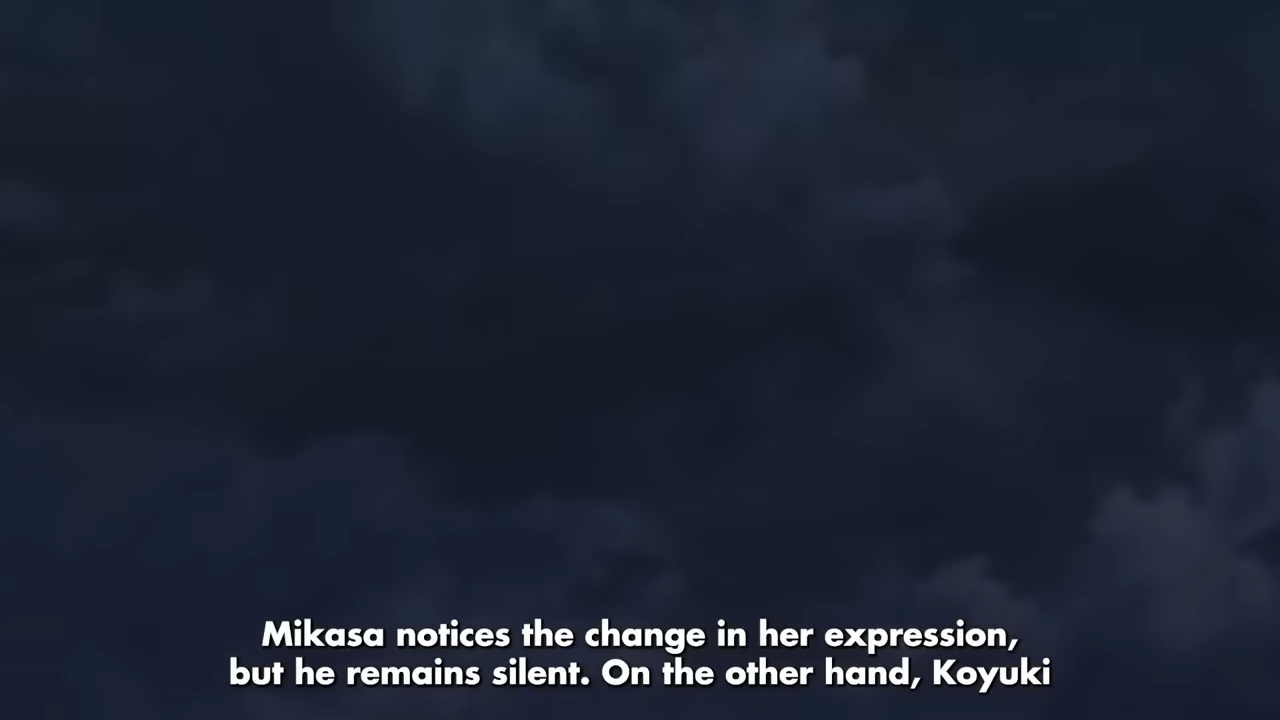 Mikasa notices the change in her expression,
but he remains silent. On the other hand, Koyuki